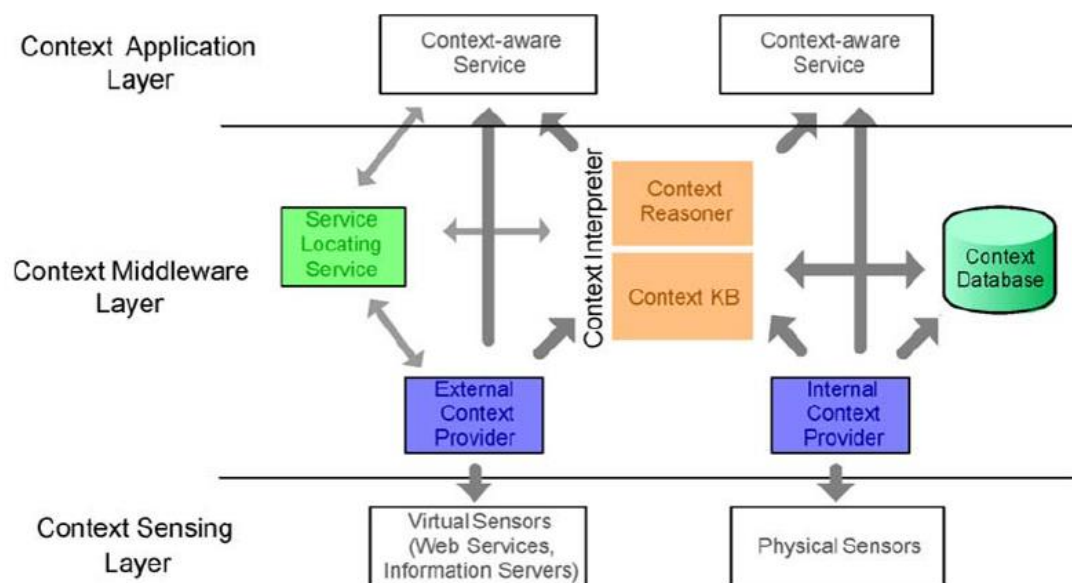 Context Application
Layer
Context-aware
Service
Context-aware
Service
Context Middleware
Layer
Service
Locating
Service
Context Interpreter
Context
Reasoner
Context KB
Context
Database
External
Context
Provider
Internal
Context
Provider
Context Sensing
Layer
Virtual Sensors
(Web Services,
Information Servers)
Physical Sensors